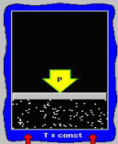 P
T = const